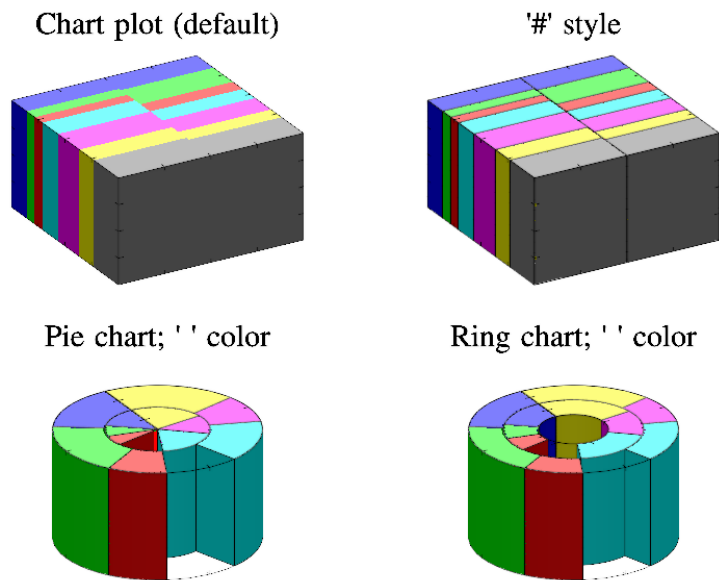 Chart plot (default)
'#' style
Pie chart; ' ' color
Ring chart; ' ' color